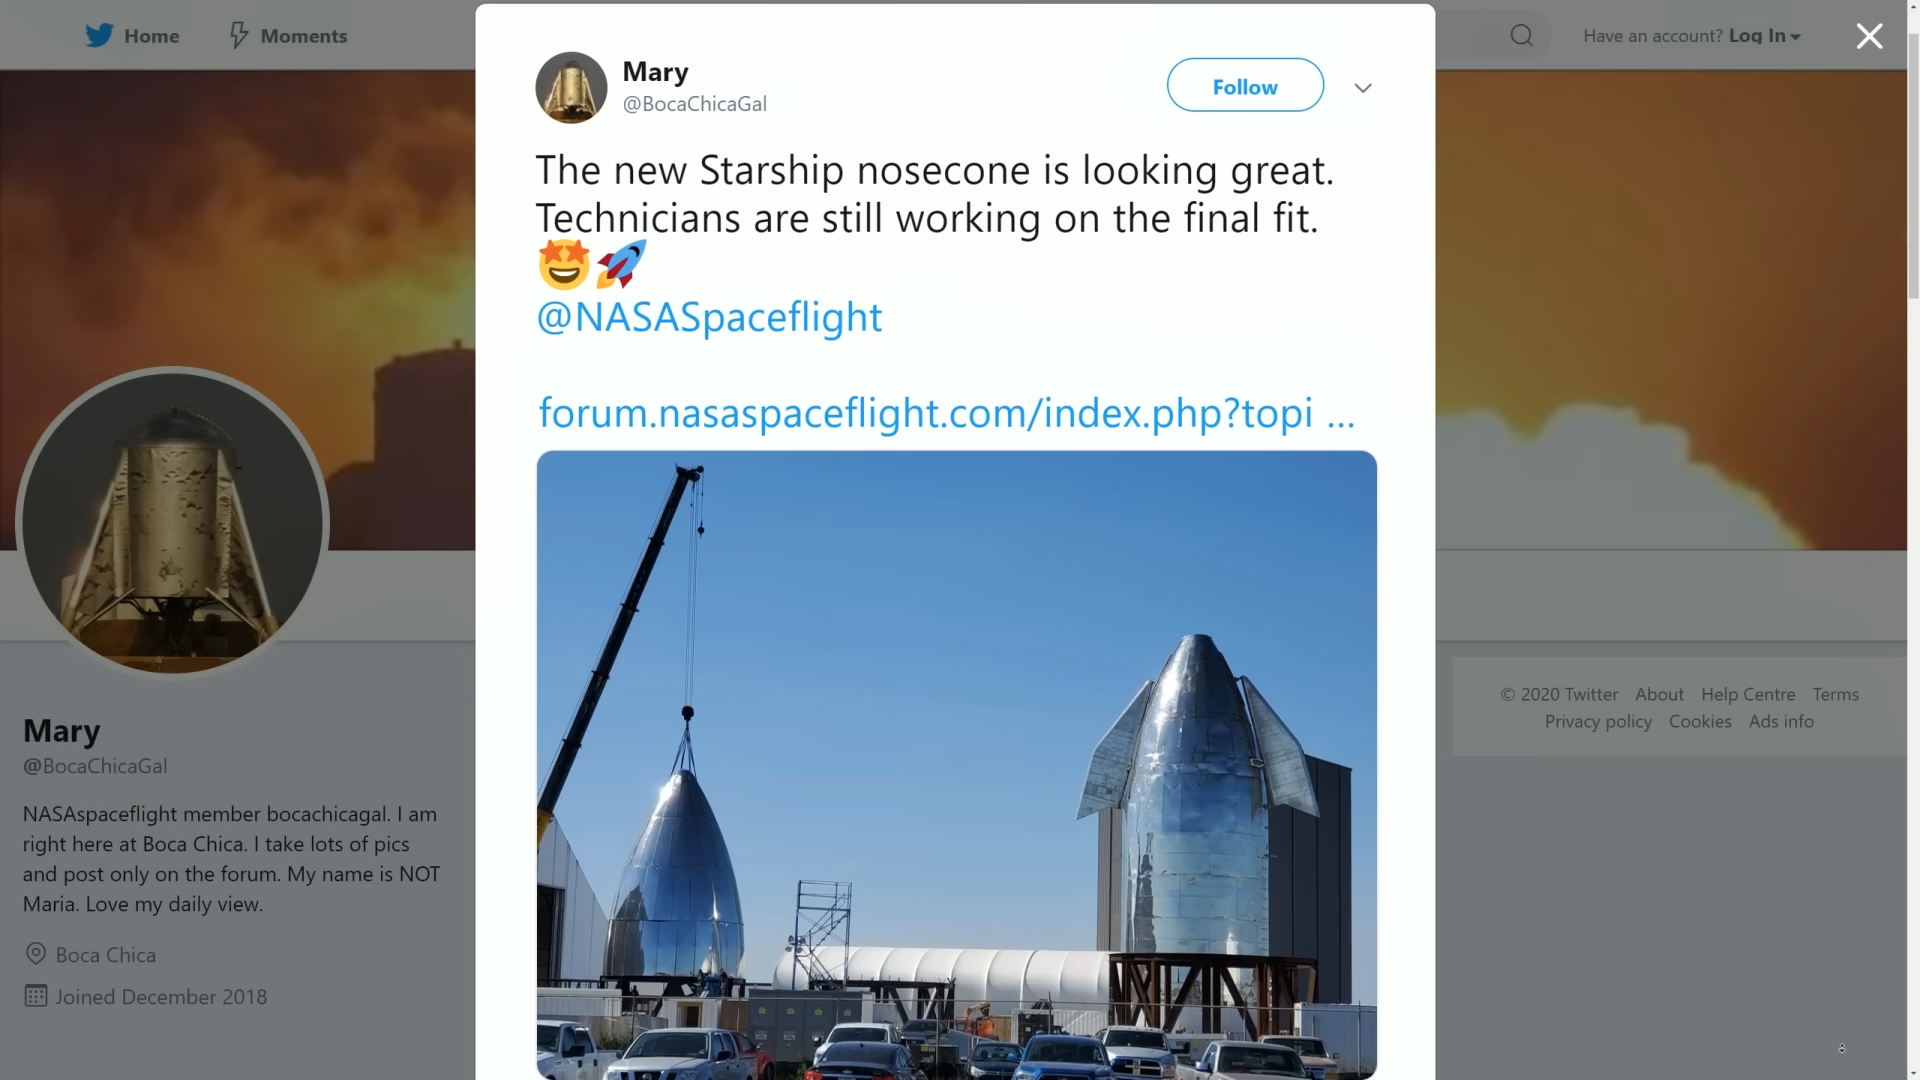 Home
Moments
Have an account? Log In
Mary
@BocaChicaGal
Follow
The new Starship nosecone is looking great.
Technicians are still working on the final fit.
🤩🚀
@NASASpaceflight
forum.nasaspaceflight.com/index.php?topi ...
Mary
@BocaChicaGal
NASAspaceflight member bocachicagal. I am
right here at Boca Chica. I take lots of pics
and post only on the forum. My name is NOT
Maria. Love my daily view.
Boca Chica
Joined December 2018
© 2020 Twitter About Help Centre Terms
Privacy policy Cookies Ads info